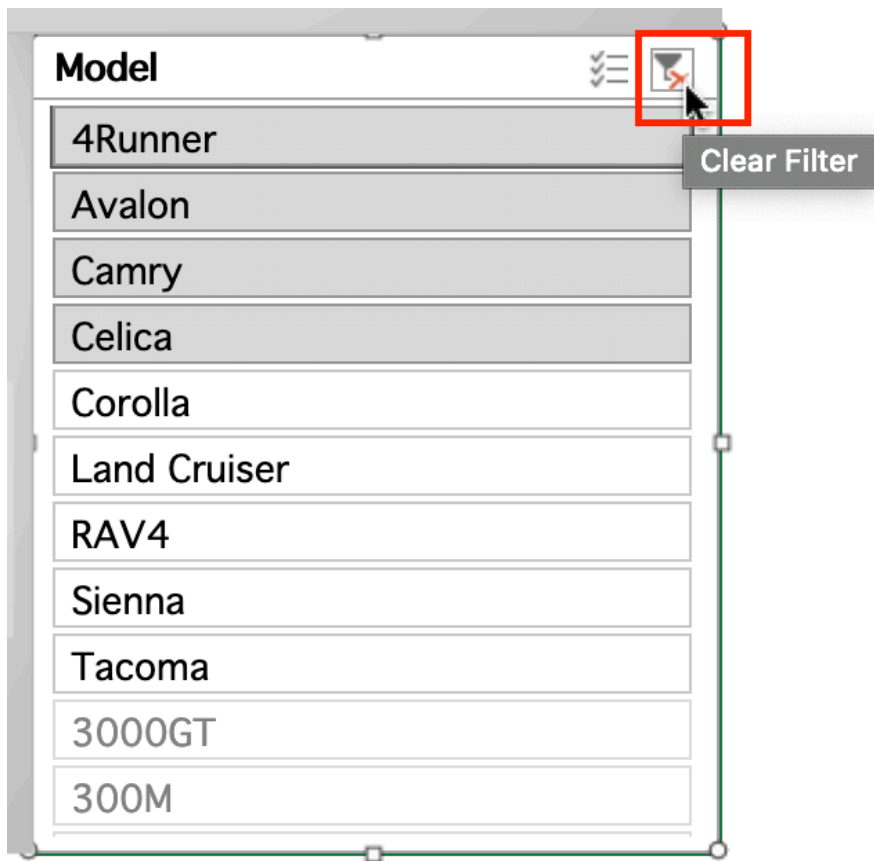 Model
Clear Filter
4Runner
Avalon
Camry
Celica
Corolla
Land Cruiser
RAV4
Sienna
Tacoma
3000GT
300M